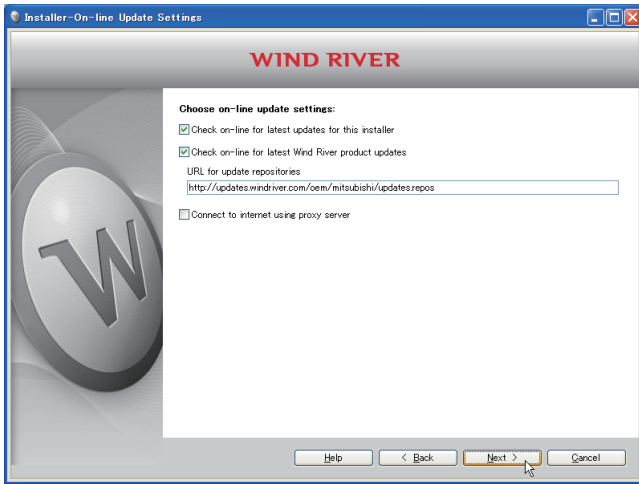 Installer-On-line Update Settings
WIND RIVER
Choose on-line update settings:
Check on-line for latest updates for this installer
Check on-line for latest Wind River product updates
URL for update repositories
http://updates.windriver.com/oem/mitsubishi/updates.repos
Connect to internet using proxy server
W
Help
< Back
Next >
Cancel